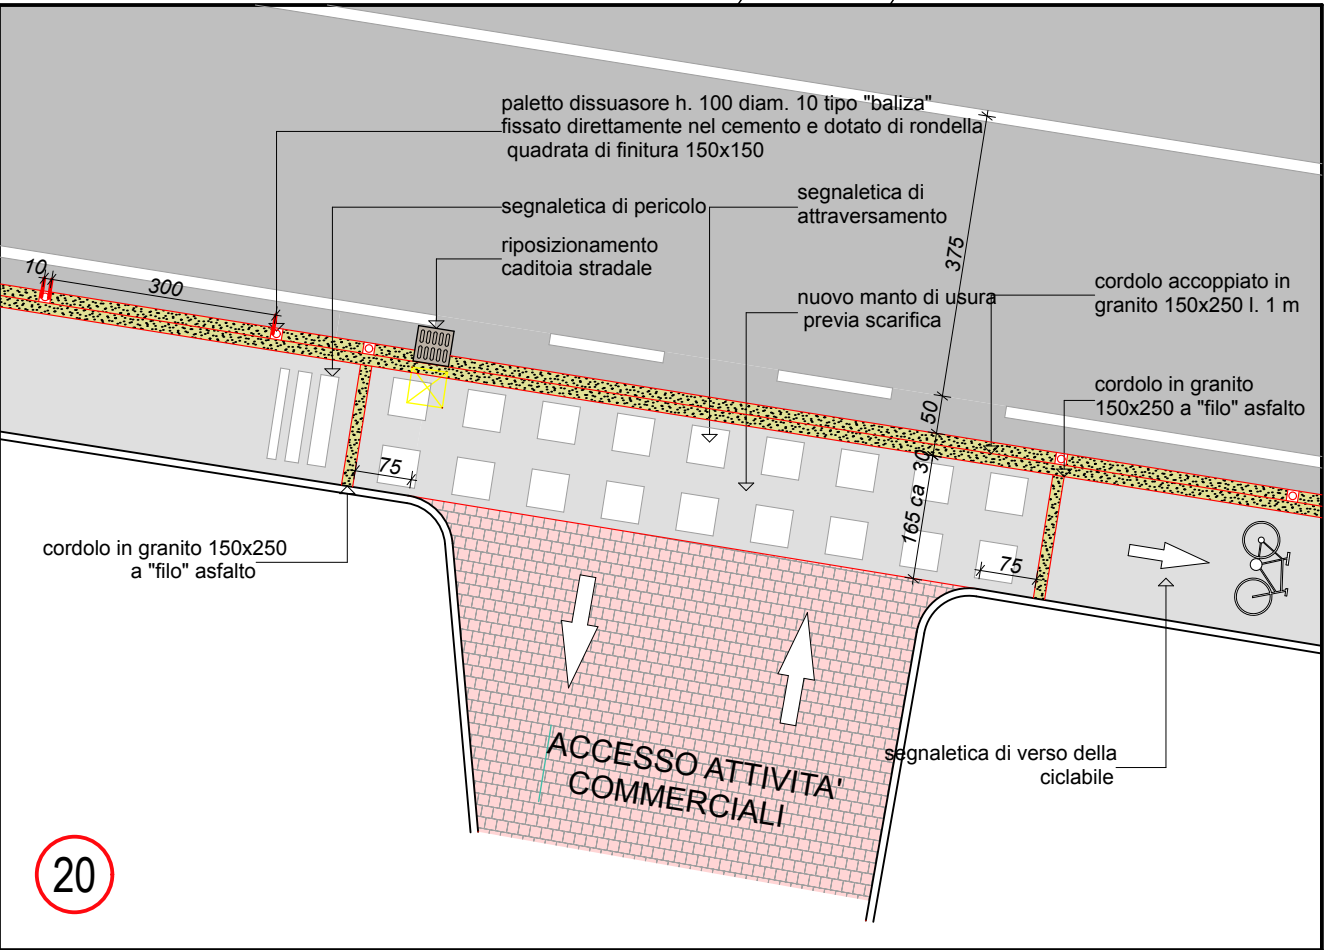 paletto dissuasore h. 100 diam. 10 tipo "baliza"
fissato direttamente nel cemento e dotato di rondella
quadrata di finitura 150x150
segnaletica di pericolo
segnaletica di
attraversamento
riposizionamento
caditoia stradale
375
10
300
nuovo manto di usura
previa scarifica
cordolo accoppiato in
granito 150x250 l. 1 m
cordolo in granito
150x250 a "filo" asfalto
50
30
165 ca
75
75
cordolo in granito 150x250
a "filo" asfalto
ACCESSO ATTIVITA'
COMMERCIALI
segnaletica di verso della
ciclabile
20